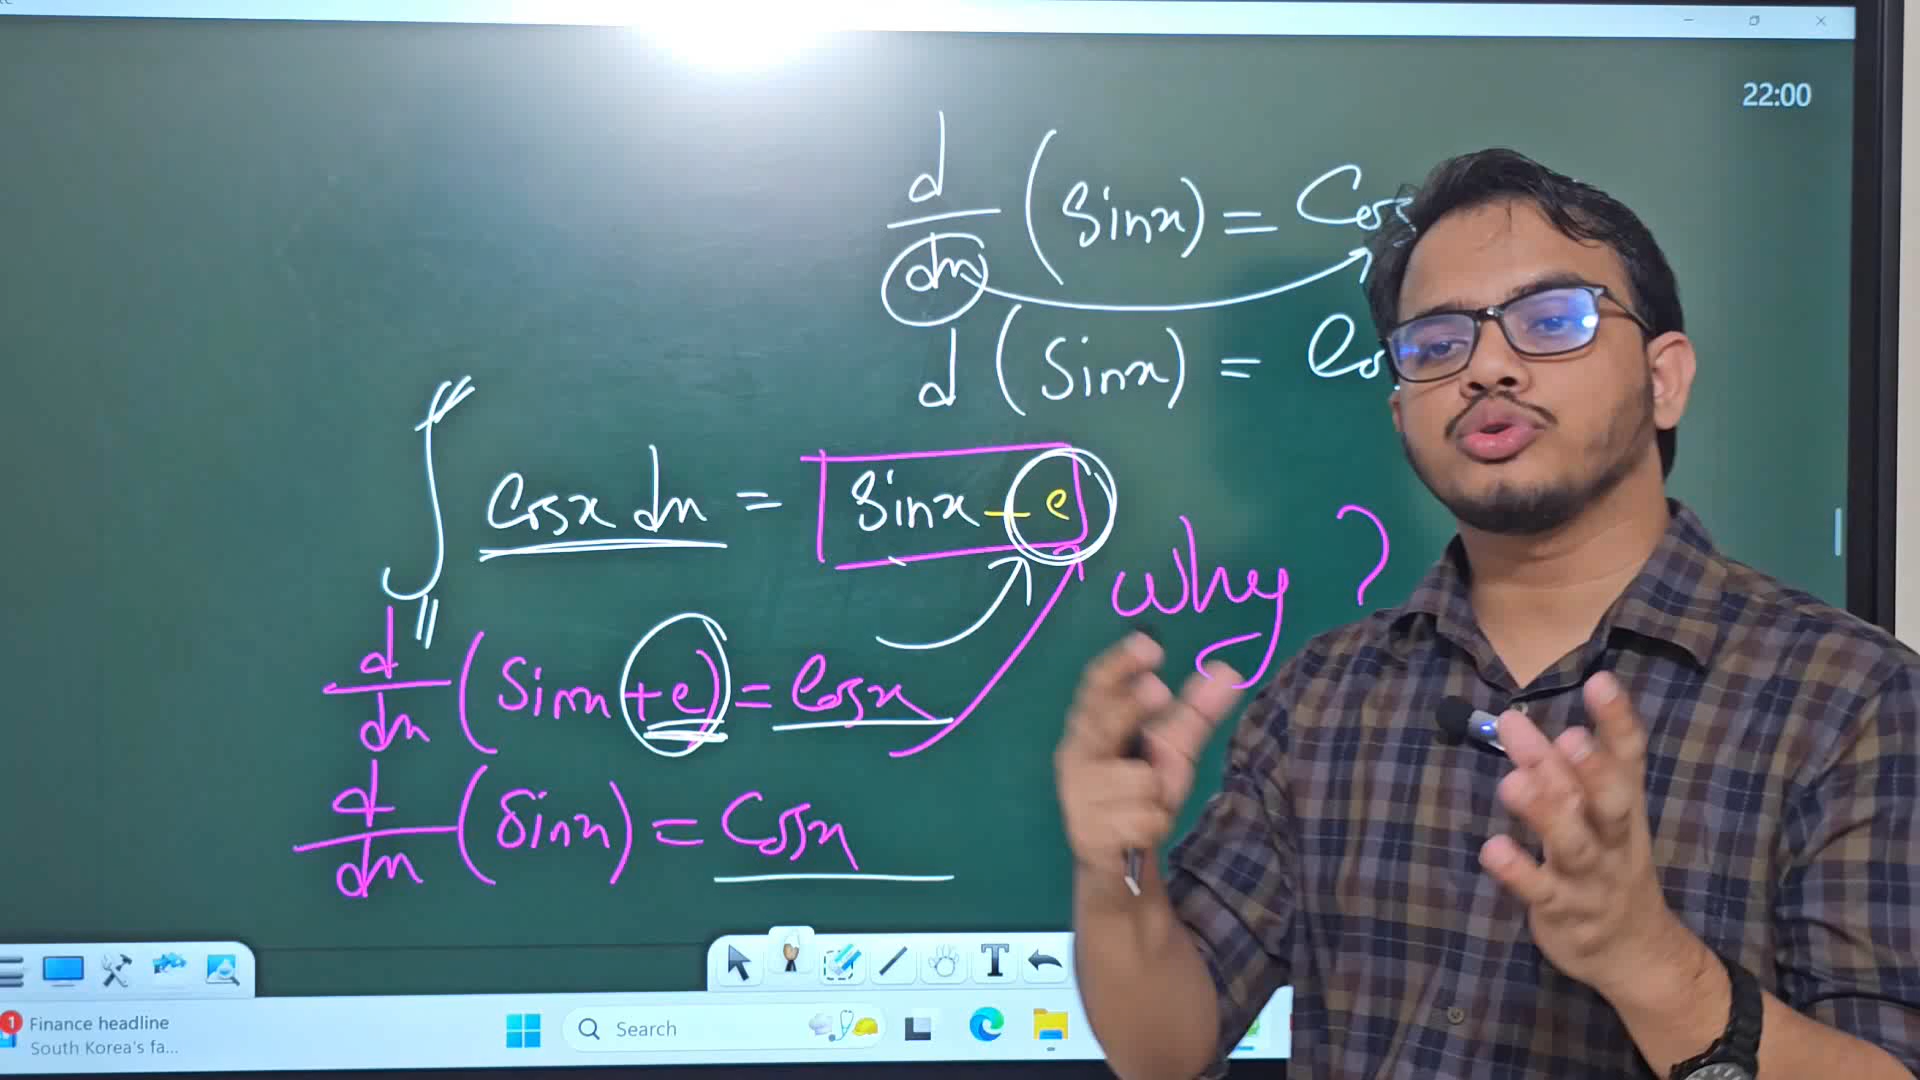 22:00
d/dx (Sinx) = Cos
d (Sinx) = Cos
∫ Cosx dx = Sinx + c
Why?
d/dx (Sinx + c) = Cosx
d/dx (Sinx) = Cosx
T
1
Finance headline
South Korea's fa...
Search